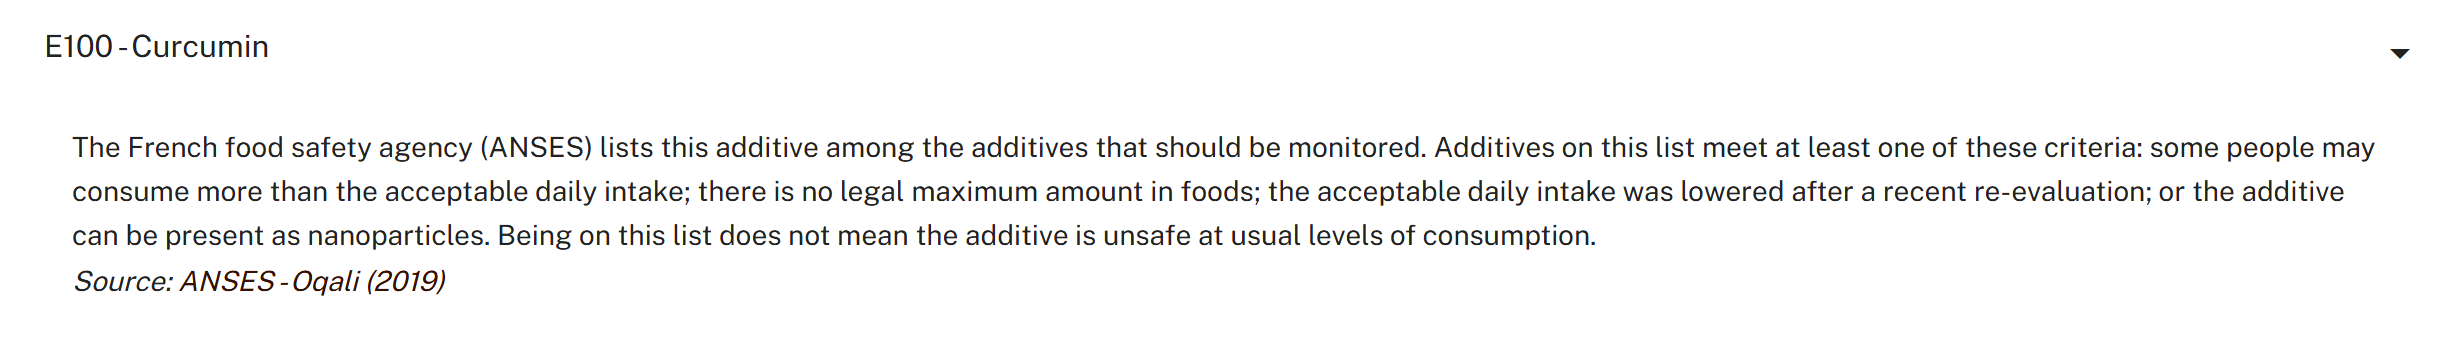 E100 - Curcumin
The French food safety agency (ANSES) lists this additive among the additives that should be monitored. Additives on this list meet at least one of these criteria: some people may
consume more than the acceptable daily intake; there is no legal maximum amount in foods; the acceptable daily intake was lowered after a recent re-evaluation; or the additive
can be present as nanoparticles. Being on this list does not mean the additive is unsafe at usual levels of consumption.
Source: ANSES - Oqali (2019)